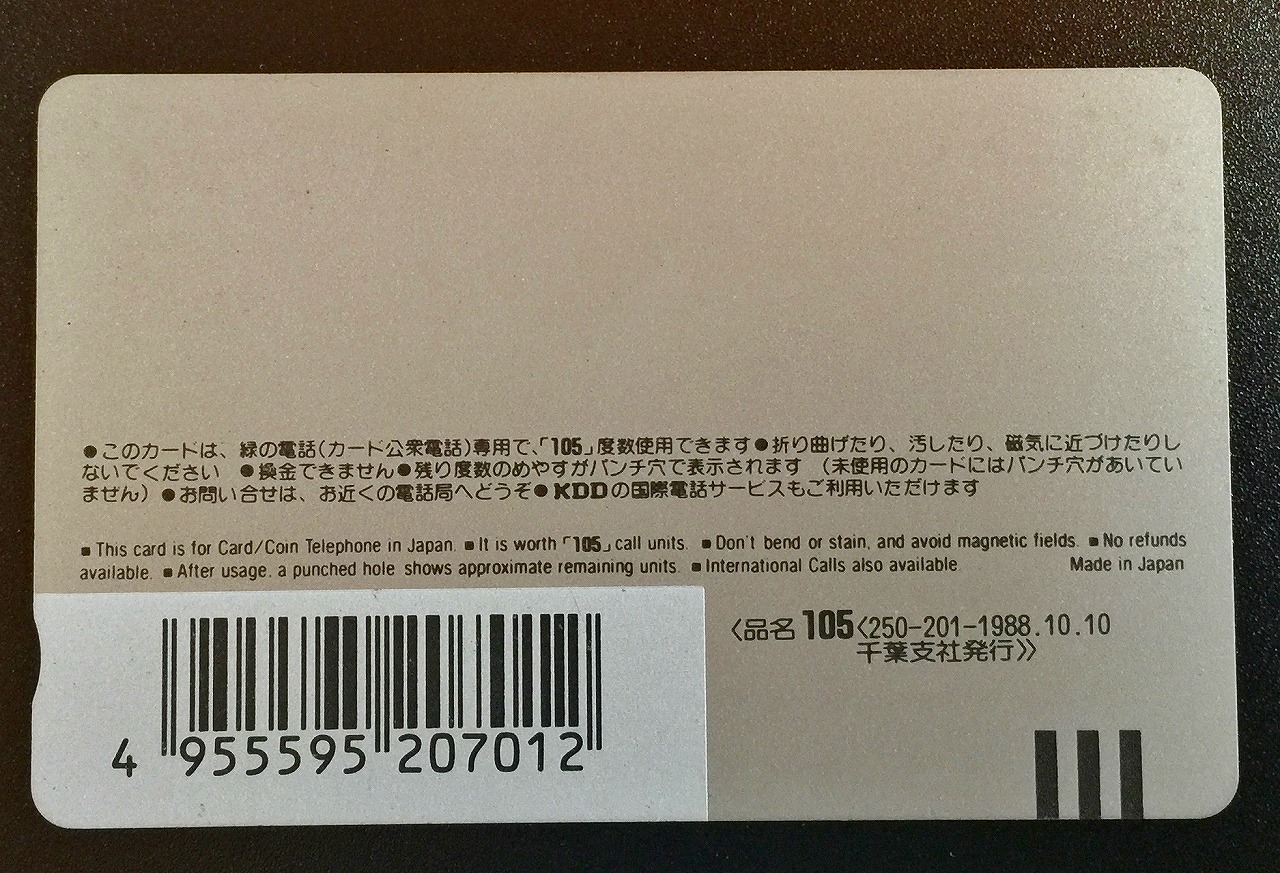 ●このカードは、緑の電話(カード公衆電話)専用で、「105」度数使用できます●折り曲げたり、汚したり、磁気に近づけたりし
ないでください ●換金できません●残り度数のめやすがパンチ穴で表示されます (未使用のカードにはパンチ穴があいてい
ません)●お問い合せは、お近くの電話局へどうぞ●KDDの国際電話サービスもご利用いただけます
■This card is for Card/Coin Telephone in Japan. ■It is worth「105」call units. ■Don't bend or stain, and avoid magnetic fields. ■No refunds
available. ■After usage, a punched hole shows approximate remaining units. ■International Calls also available. Made in Japan
〈品名 105〈250-201-1988.10.10
千葉支社発行〉〉
4 955595 207012